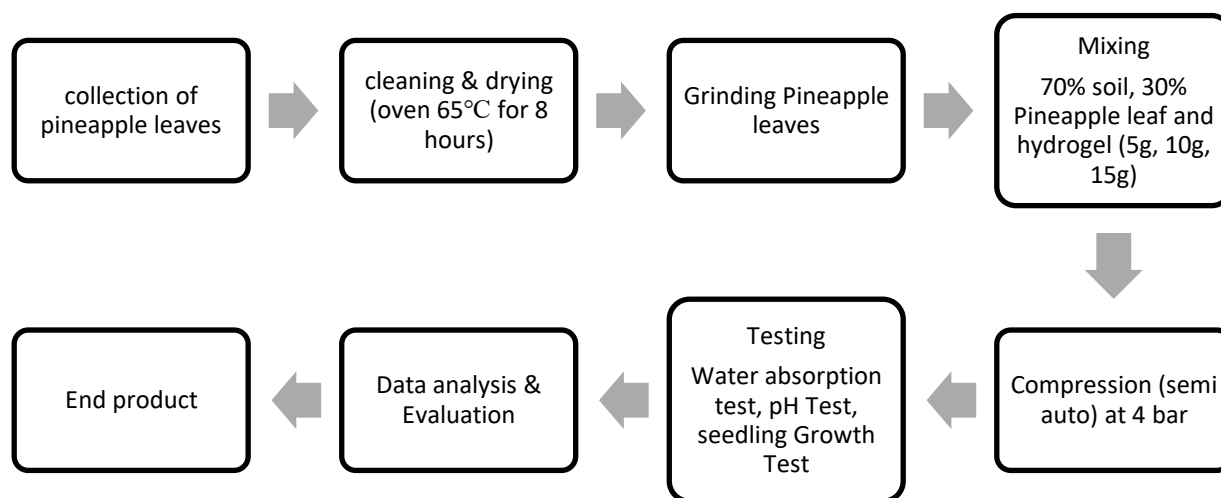 collection of
pineapple leaves
cleaning & drying
(oven 65℃ for 8
hours)
Grinding Pineapple
leaves
Mixing
70% soil, 30%
Pineapple leaf and
hydrogel (5g, 10g,
15g)
Compression (semi
auto) at 4 bar
Testing
Water absorption
test, pH Test,
seedling Growth
Test
Data analysis &
Evaluation
End product